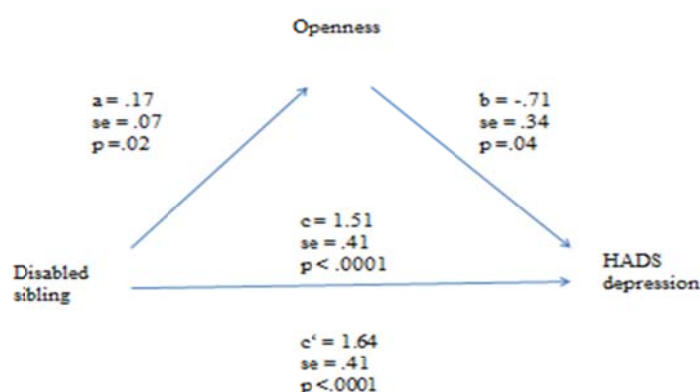 Openness
a = .17
se = .07
p =.02
b = -.71
se = .34
p =.04
c = 1.51
se = .41
p < .0001
Disabled
sibling
HADS
depression
c‘ = 1.64
se = .41
p <.0001